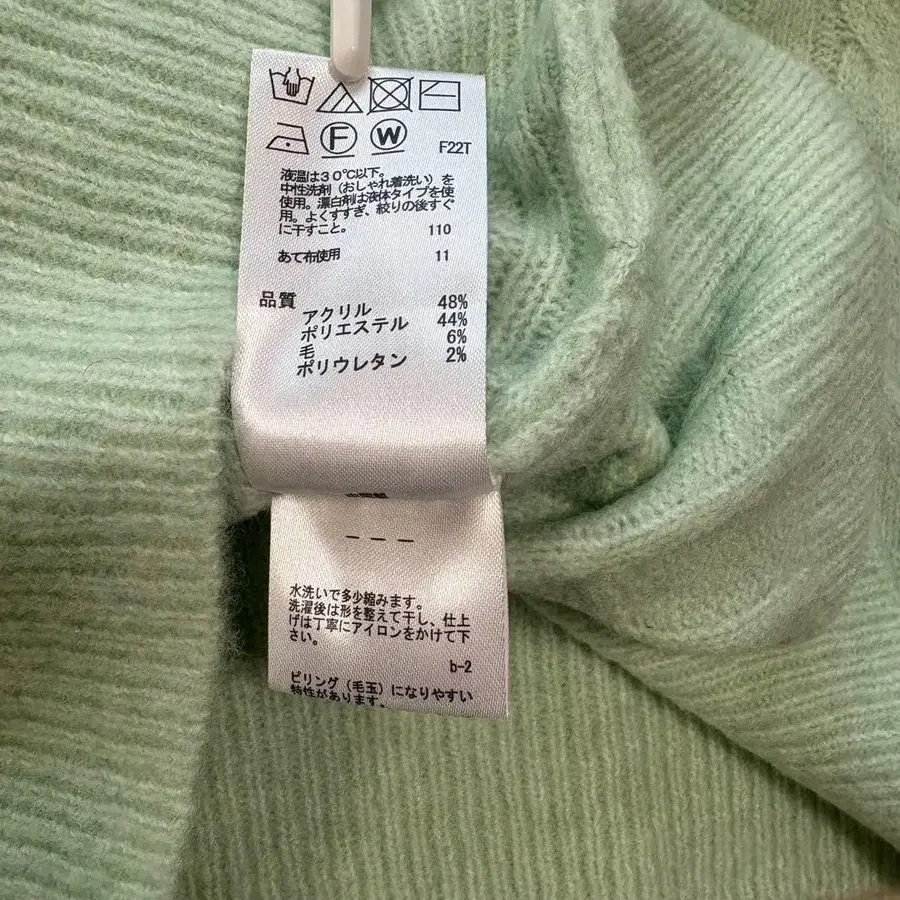 F W
F22T
液温は30℃以下。
中性洗剤（おしゃれ着洗い）を
使用。漂白剤は液体タイプを使
用。よくすすぎ、絞りの後すぐ
に干すこと。 110
あて布使用 11
品質
アクリル 48%
ポリエステル 44%
毛 6%
ポリウレタン 2%
---
水洗いで多少縮みます。
洗濯後は形を整えて干し、仕上
げは丁寧にアイロンをかけて下
さい。
b-2
ピリング（毛玉）になりやすい
特性があります。